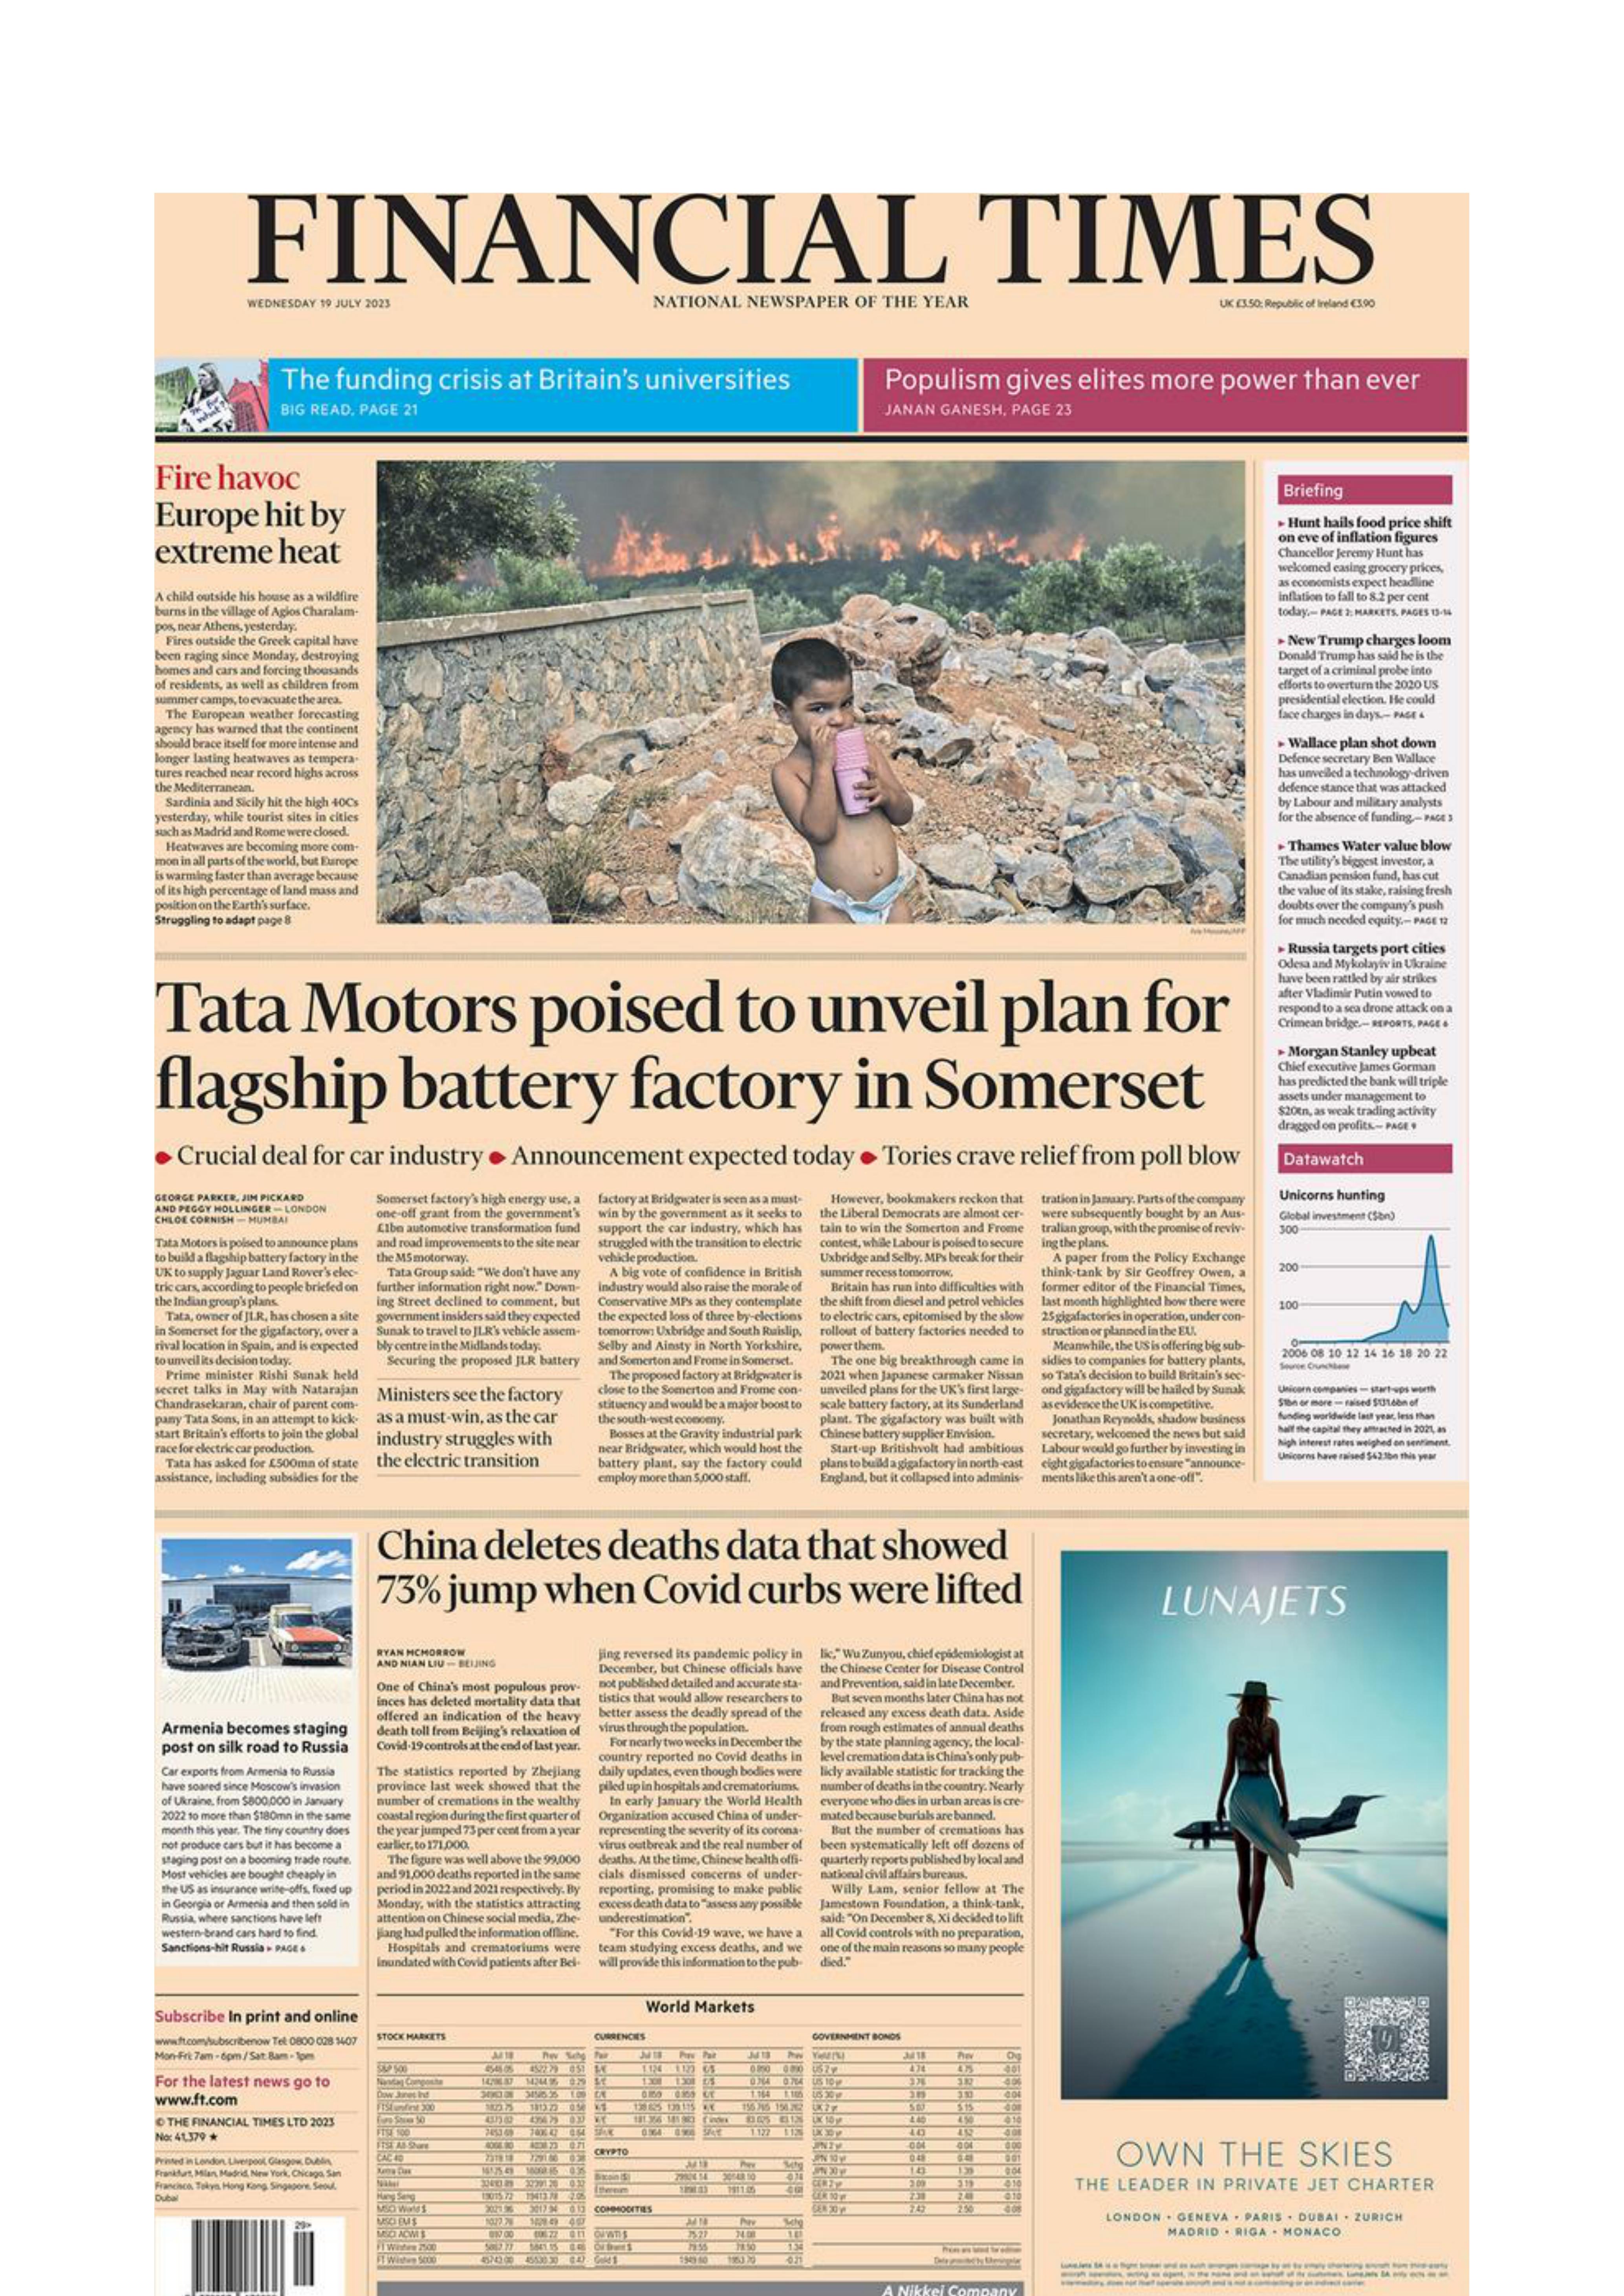 FINANCIAL TIMES
WEDNESDAY 19 JULY 2023
NATIONAL NEWSPAPER OF THE YEAR
UK £3.50; Republic of Ireland €3.90
The funding crisis at Britain's universities
BIG READ, PAGE 21
Populism gives elites more power than ever
JANAN GANESH, PAGE 23
Fire havoc
Europe hit by
extreme heat
A child outside his house as a wildfire
burns in the village of Agios Charalam-
pos, near Athens, yesterday.
Fires outside the Greek capital have
been raging since Monday, destroying
homes and cars and forcing thousands
of residents, as well as children from
summer camps, to evacuate the area.
The European weather forecasting
agency has warned that the continent
should brace itself for more intense and
longer lasting heatwaves as tempera-
tures reached near record highs across
the Mediterranean.
Sardinia and Sicily hit the high 40Cs
yesterday, while tourist sites in cities
such as Madrid and Rome were closed.
Heatwaves are becoming more com-
mon in all parts of the world, but Europe
is warming faster than average because
of its high percentage of land mass and
position on the Earth's surface.
Struggling to adapt page 8
Briefing
▸ Hunt hails food price shift
on eve of inflation figures
Chancellor Jeremy Hunt has
welcomed easing grocery prices,
as economists expect headline
inflation to fall to 8.2 per cent
today.— PAGE 2; MARKETS, PAGES 13-14
▸ New Trump charges loom
Donald Trump has said he is the
target of a criminal probe into
efforts to overturn the 2020 US
presidential election. He could
face charges in days.— PAGE 4
▸ Wallace plan shot down
Defence secretary Ben Wallace
has unveiled a technology-driven
defence stance that was attacked
by Labour and military analysts
for the absence of funding.— PAGE 3
▸ Thames Water value blow
The utility's biggest investor, a
Canadian pension fund, has cut
the value of its stake, raising fresh
doubts over the company's push
for much needed equity.— PAGE 12
▸ Russia targets port cities
Odesa and Mykolayiv in Ukraine
have been rattled by air strikes
after Vladimir Putin vowed to
respond to a sea drone attack on a
Crimean bridge.— REPORTS, PAGE 6
▸ Morgan Stanley upbeat
Chief executive James Gorman
has predicted the bank will triple
assets under management to
$20tn, as weak trading activity
dragged on profits.— PAGE 9
Datawatch
Unicorns hunting
Global investment ($bn)
300
200
100
0
2006 08 10 12 14 16 18 20 22
Source: Crunchbase
Unicorn companies — start-ups worth
$1bn or more — raised $131.6bn of
funding worldwide last year, less than
half the capital they attracted in 2021, as
high interest rates weighed on sentiment.
Unicorns have raised $42.1bn this year
Tata Motors poised to unveil plan for
flagship battery factory in Somerset
Crucial deal for car industry Announcement expected today Tories crave relief from poll blow
GEORGE PARKER, JIM PICKARD
AND PEGGY HOLLINGER — LONDON
CHLOE CORNISH — MUMBAI
Tata Motors is poised to announce plans
to build a flagship battery factory in the
UK to supply Jaguar Land Rover's elec-
tric cars, according to people briefed on
the Indian group's plans.
Tata, owner of JLR, has chosen a site
in Somerset for the gigafactory, over a
rival location in Spain, and is expected
to unveil its decision today.
Prime minister Rishi Sunak held
secret talks in May with Natarajan
Chandrasekaran, chair of parent com-
pany Tata Sons, in an attempt to kick-
start Britain's efforts to join the global
race for electric car production.
Tata has asked for £500mn of state
assistance, including subsidies for the
Somerset factory's high energy use, a
one-off grant from the government's
£1bn automotive transformation fund
and road improvements to the site near
the M5 motorway.
Tata Group said: "We don't have any
further information right now." Down-
ing Street declined to comment, but
government insiders said they expected
Sunak to travel to JLR's vehicle assem-
bly centre in the Midlands today.
Securing the proposed JLR battery
Ministers see the factory
as a must-win, as the car
industry struggles with
the electric transition
factory at Bridgwater is seen as a must-
win by the government as it seeks to
support the car industry, which has
struggled with the transition to electric
vehicle production.
A big vote of confidence in British
industry would also raise the morale of
Conservative MPs as they contemplate
the expected loss of three by-elections
tomorrow: Uxbridge and South Ruislip,
Selby and Ainsty in North Yorkshire,
and Somerton and Frome in Somerset.
The proposed factory at Bridgwater is
close to the Somerton and Frome con-
stituency and would be a major boost to
the south-west economy.
Bosses at the Gravity industrial park
near Bridgwater, which would host the
battery plant, say the factory could
employ more than 5,000 staff.
However, bookmakers reckon that
the Liberal Democrats are almost cer-
tain to win the Somerton and Frome
contest, while Labour is poised to secure
Uxbridge and Selby. MPs break for their
summer recess tomorrow.
Britain has run into difficulties with
the shift from diesel and petrol vehicles
to electric cars, epitomised by the slow
rollout of battery factories needed to
power them.
The one big breakthrough came in
2021 when Japanese carmaker Nissan
unveiled plans for the UK's first large-
scale battery factory, at its Sunderland
plant. The gigafactory was built with
Chinese battery supplier Envision.
Start-up Britishvolt had ambitious
plans to build a gigafactory in north-east
England, but it collapsed into adminis-
tration in January. Parts of the company
were subsequently bought by an Aus-
tralian group, with the promise of reviv-
ing the plans.
A paper from the Policy Exchange
think-tank by Sir Geoffrey Owen, a
former editor of the Financial Times,
last month highlighted how there were
25 gigafactories in operation, under con-
struction or planned in the EU.
Meanwhile, the US is offering big sub-
sidies to companies for battery plants,
so Tata's decision to build Britain's sec-
ond gigafactory will be hailed by Sunak
as evidence the UK is competitive.
Jonathan Reynolds, shadow business
secretary, welcomed the news but said
Labour would go further by investing in
eight gigafactories to ensure "announce-
ments like this aren't a one-off".
Armenia becomes staging
post on silk road to Russia
Car exports from Armenia to Russia
have soared since Moscow's invasion
of Ukraine, from $800,000 in January
2022 to more than $180mn in the same
month this year. The tiny country does
not produce cars but it has become a
staging post on a booming trade route.
Most vehicles are bought cheaply in
the US as insurance write-offs, fixed up
in Georgia or Armenia and then sold in
Russia, where sanctions have left
western-brand cars hard to find.
Sanctions-hit Russia ▸ PAGE 6
China deletes deaths data that showed
73% jump when Covid curbs were lifted
RYAN MCMORROW
AND NIAN LIU — BEIJING
One of China's most populous prov-
inces has deleted mortality data that
offered an indication of the heavy
death toll from Beijing's relaxation of
Covid-19 controls at the end of last year.
The statistics reported by Zhejiang
province last week showed that the
number of cremations in the wealthy
coastal region during the first quarter of
the year jumped 73 per cent from a year
earlier, to 171,000.
The figure was well above the 99,000
and 91,000 deaths reported in the same
period in 2022 and 2021 respectively. By
Monday, with the statistics attracting
attention on Chinese social media, Zhe-
jiang had pulled the information offline.
Hospitals and crematoriums were
inundated with Covid patients after Bei-
jing reversed its pandemic policy in
December, but Chinese officials have
not published detailed and accurate sta-
tistics that would allow researchers to
better assess the deadly spread of the
virus through the population.
For nearly two weeks in December the
country reported no Covid deaths in
daily updates, even though bodies were
piled up in hospitals and crematoriums.
In early January the World Health
Organization accused China of under-
representing the severity of its corona-
virus outbreak and the real number of
deaths. At the time, Chinese health offi-
cials dismissed concerns of under-
reporting, promising to make public
excess death data to "assess any possible
underestimation".
"For this Covid-19 wave, we have a
team studying excess deaths, and we
will provide this information to the pub-
lic," Wu Zunyou, chief epidemiologist at
the Chinese Center for Disease Control
and Prevention, said in late December.
But seven months later China has not
released any excess death data. Aside
from rough estimates of annual deaths
by the state planning agency, the local-
level cremation data is China's only pub-
licly available statistic for tracking the
number of deaths in the country. Nearly
everyone who dies in urban areas is cre-
mated because burials are banned.
But the number of cremations has
been systematically left off dozens of
quarterly reports published by local and
national civil affairs bureaus.
Willy Lam, senior fellow at The
Jamestown Foundation, a think-tank,
said: "On December 8, Xi decided to lift
all Covid controls with no preparation,
one of the main reasons so many people
died."
LUNAJETS
OWN THE SKIES
THE LEADER IN PRIVATE JET CHARTER
LONDON • GENEVA • PARIS • DUBAI • ZURICH
MADRID • RIGA • MONACO
Subscribe In print and online
www.ft.com/subscribenow Tel: 0800 028 1407
Mon-Fri: 7am - 6pm / Sat: 8am - 1pm
For the latest news go to
www.ft.com
© THE FINANCIAL TIMES LTD 2023
No: 41,379 ★
Printed in London, Liverpool, Glasgow, Dublin,
Frankfurt, Milan, Madrid, New York, Chicago, San
Francisco, Tokyo, Hong Kong, Singapore, Seoul,
Dubai
World Markets
STOCK MARKETS
Jul 18 Prev %chg
S&P 500 4546.05 4522.79 0.51
Nasdaq Composite 14286.87 14244.95 0.29
Dow Jones Ind 34963.08 34585.35 1.09
FTSEurofirst 300 1823.75 1813.23 0.58
Euro Stoxx 50 4373.02 4356.79 0.37
FTSE 100 7453.69 7406.42 0.64
FTSE All-Share 4066.80 4038.23 0.71
CAC 40 7319.18 7291.66 0.38
Xetra Dax 16125.49 16068.65 0.35
Nikkei 32493.89 32391.26 0.32
Hang Seng 19015.72 19413.78 -2.05
MSCI World $ 3021.96 3017.94 0.13
MSCI EM $ 1027.76 1028.49 -0.07
MSCI ACWI $ 697.00 696.22 0.11
FT Wilshire 2500 5867.77 5841.15 0.46
FT Wilshire 5000 45743.00 45530.30 0.47
CURRENCIES
Pair Jul 18 Prev Pair Jul 18 Prev
$/€ 1.124 1.123 €/$ 0.890 0.890
$/£ 1.308 1.308 £/$ 0.764 0.764
£/€ 0.859 0.859 €/£ 1.164 1.165
¥/$ 138.625 139.115 ¥/€ 155.765 156.262
¥/£ 181.356 181.983 £ index 83.025 83.126
SFr/€ 0.964 0.966 SFr/£ 1.122 1.126
CRYPTO
Jul 18 Prev %chg
Bitcoin ($) 29924.14 30148.10 -0.74
Ethereum 1898.03 1911.05 -0.68
COMMODITIES
Jul 18 Prev %chg
Oil WTI $ 75.27 74.08 1.61
Oil Brent $ 79.55 78.50 1.34
Gold $ 1949.60 1953.70 -0.21
GOVERNMENT BONDS
Yield (%) Jul 18 Prev Chg
US 2 yr 4.74 4.75 -0.01
US 10 yr 3.76 3.82 -0.06
US 30 yr 3.89 3.93 -0.04
UK 2 yr 5.07 5.15 -0.08
UK 10 yr 4.40 4.50 -0.10
UK 30 yr 4.43 4.52 -0.08
JPN 2 yr -0.04 -0.04 0.00
JPN 10 yr 0.48 0.48 0.01
JPN 30 yr 1.43 1.39 0.04
GER 2 yr 3.09 3.19 -0.10
GER 10 yr 2.38 2.48 -0.10
GER 30 yr 2.42 2.50 -0.08
Prices are latest for edition
Data provided by Morningstar
A Nikkei Company